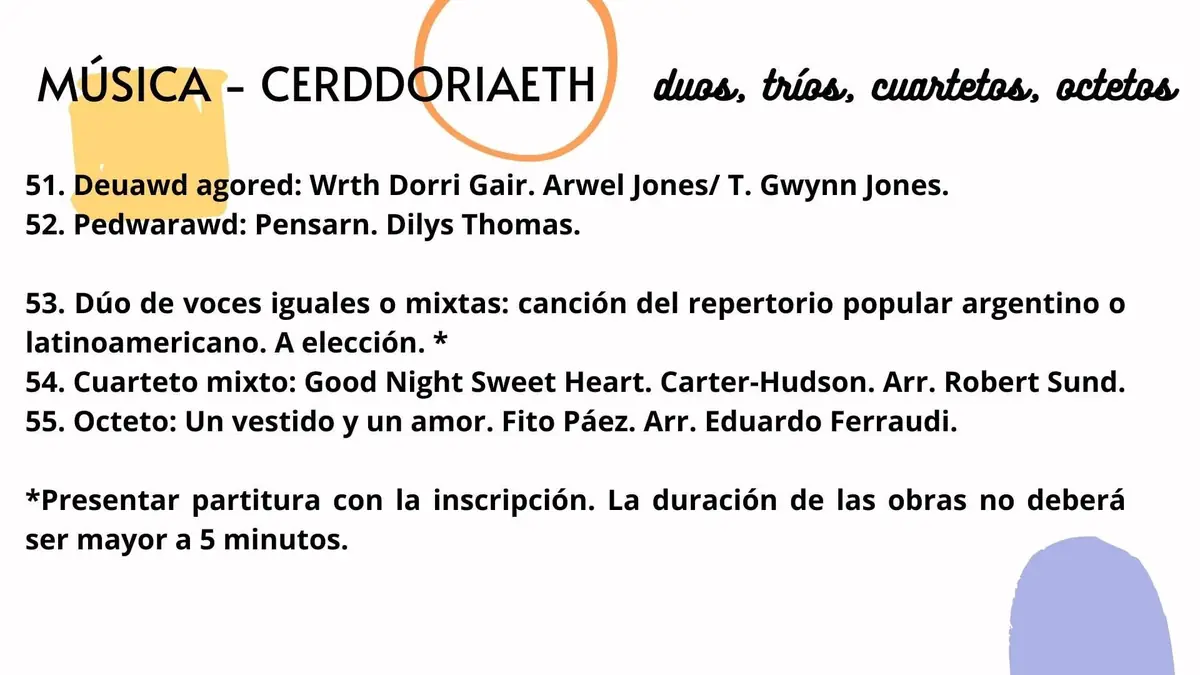 MÚSICA - CERDDORIAETH duos, tríos, cuartetos, octetos
51. Deuawd agored: Wrth Dorri Gair. Arwel Jones/ T. Gwynn Jones.
52. Pedwarawd: Pensarn. Dilys Thomas.
53. Dúo de voces iguales o mixtas: canción del repertorio popular argentino o
latinoamericano. A elección. *
54. Cuarteto mixto: Good Night Sweet Heart. Carter-Hudson. Arr. Robert Sund.
55. Octeto: Un vestido y un amor. Fito Páez. Arr. Eduardo Ferraudi.
*Presentar partitura con la inscripción. La duración de las obras no deberá
ser mayor a 5 minutos.